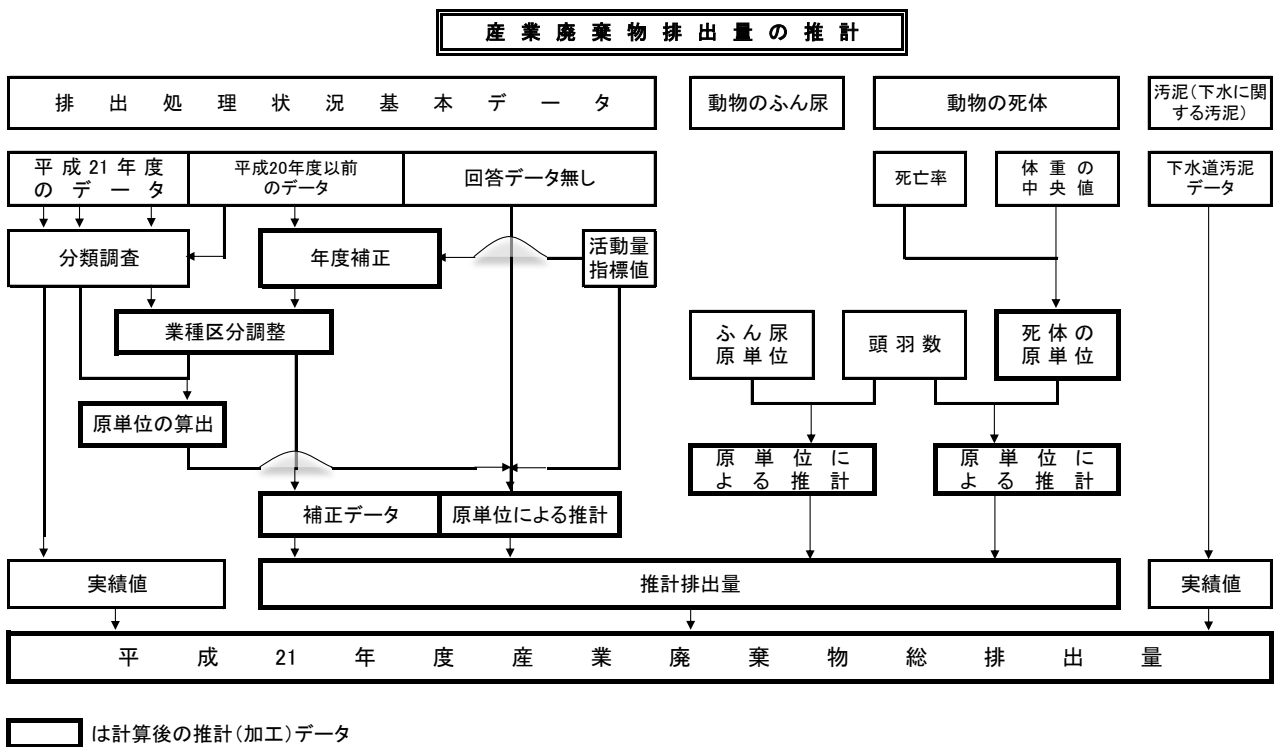 産業廃棄物排出量の推計
排出処理状況基本データ
動物のふん尿
動物の死体
汚泥(下水に関
する汚泥)
平成21年度
のデータ
平成20年度以前
のデータ
回答データ無し
死亡率
体重の
中央値
下水道汚泥
データ
分類調査
年度補正
活動量
指標値
業種区分調整
ふん尿
原単位
頭羽数
死体の
原単位
原単位の算出
原単位に
よる推計
原単位に
よる推計
補正データ
原単位による推計
実績値
推計排出量
実績値
平成21年度産業廃棄物総排出量
は計算後の推計(加工)データ